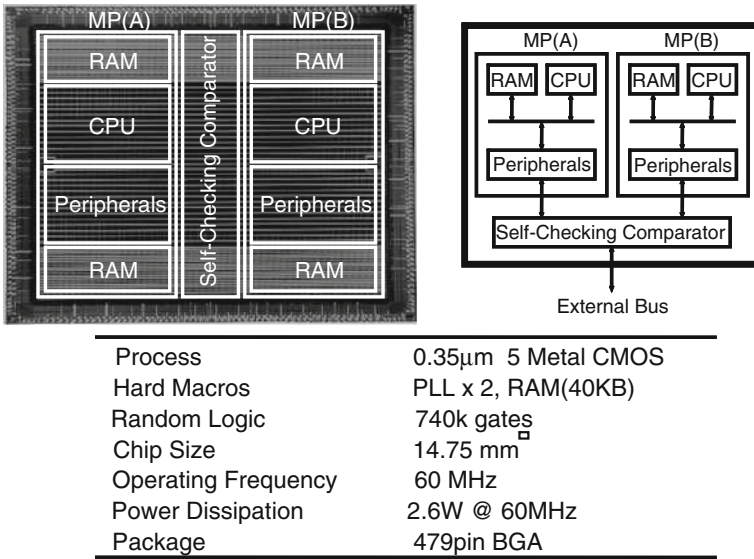 MP(A) MP(B)
RAM RAM
CPU CPU
Self-Checking Comparator
Peripherals Peripherals
RAM RAM
MP(A) MP(B)
RAM CPU RAM CPU
Peripherals Peripherals
Self-Checking Comparator
External Bus
Process 0.35μm 5 Metal CMOS
Hard Macros PLL x 2, RAM(40KB)
Random Logic 740k gates
Chip Size 14.75 mm□
Operating Frequency 60 MHz
Power Dissipation 2.6W @ 60MHz
Package 479pin BGA